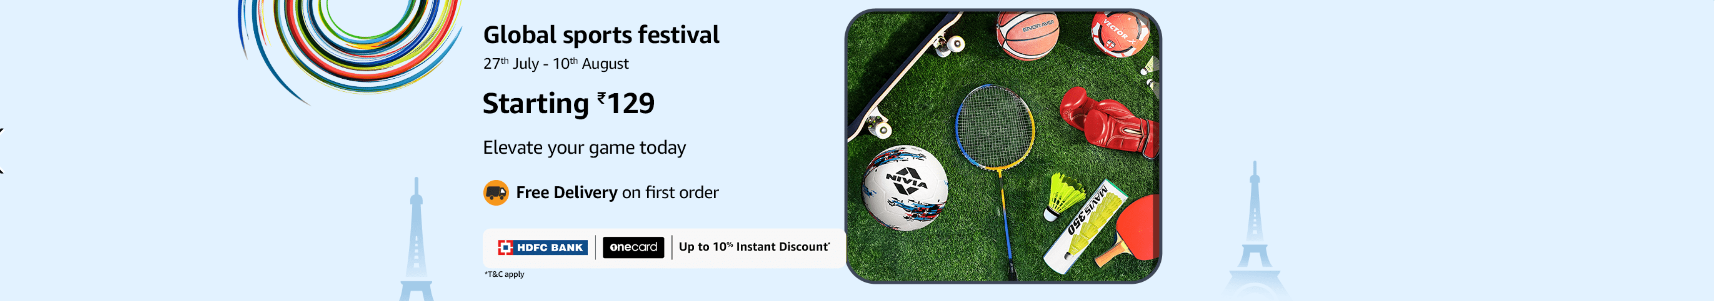 Global sports festival
27th July - 10th August
Starting ₹129
Elevate your game today
Free Delivery on first order
HDFC BANK | onecard | Up to 10% Instant Discount*
*T&C apply
VECTOR X
NIVIA
MAVIS 350